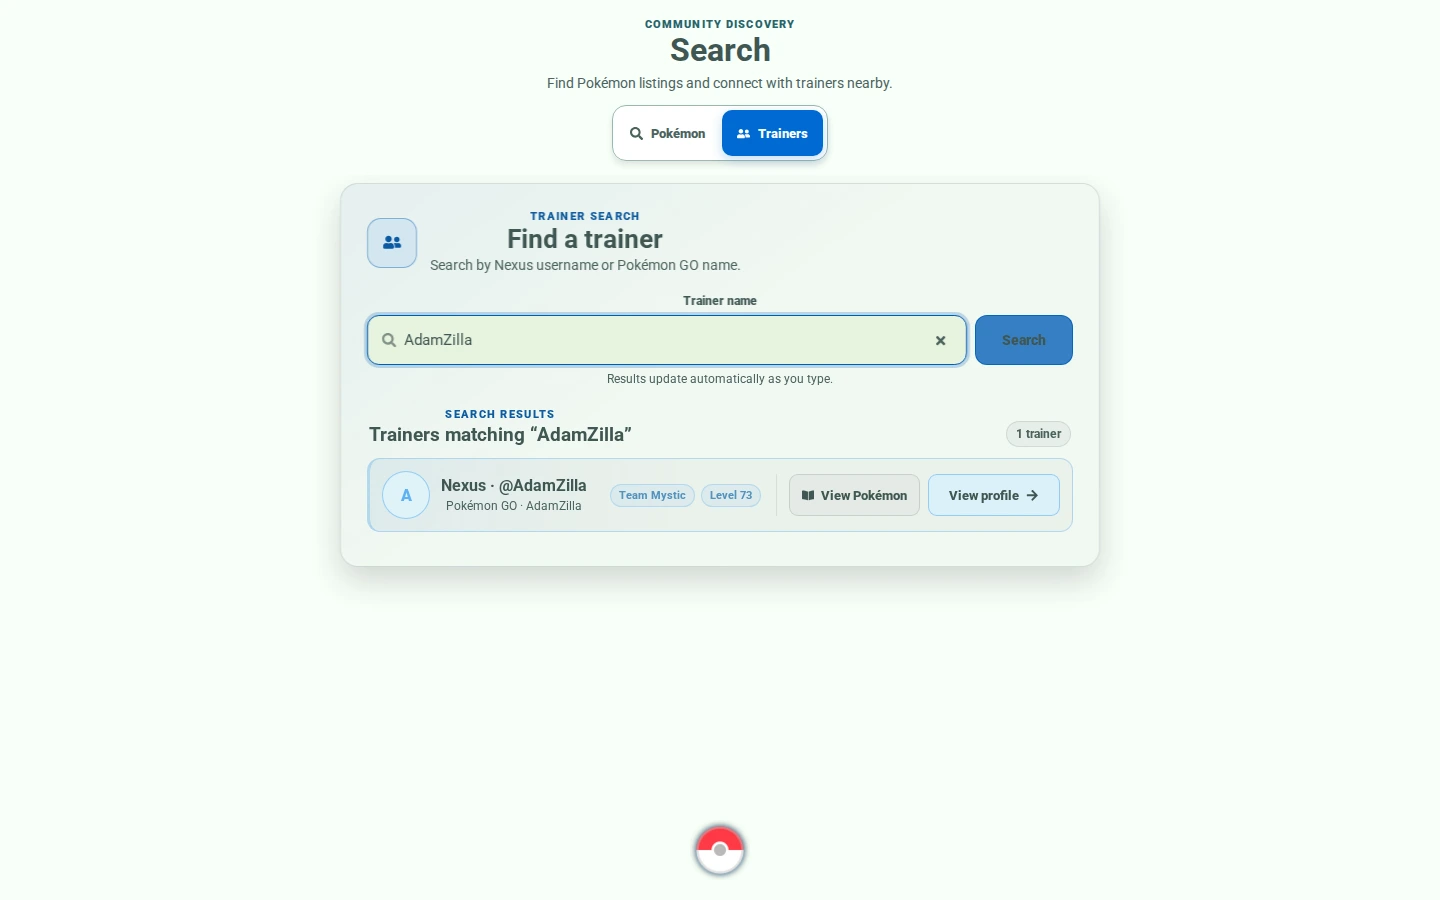 COMMUNITY DISCOVERY
Search
Find Pokémon listings and connect with trainers nearby.
Pokémon
Trainers
TRAINER SEARCH
Find a trainer
Search by Nexus username or Pokémon GO name.
Trainer name
AdamZilla
Search
Results update automatically as you type.
SEARCH RESULTS
Trainers matching “AdamZilla”
1 trainer
A
Nexus · @AdamZilla
Pokémon GO · AdamZilla
Team Mystic
Level 73
View Pokémon
View profile